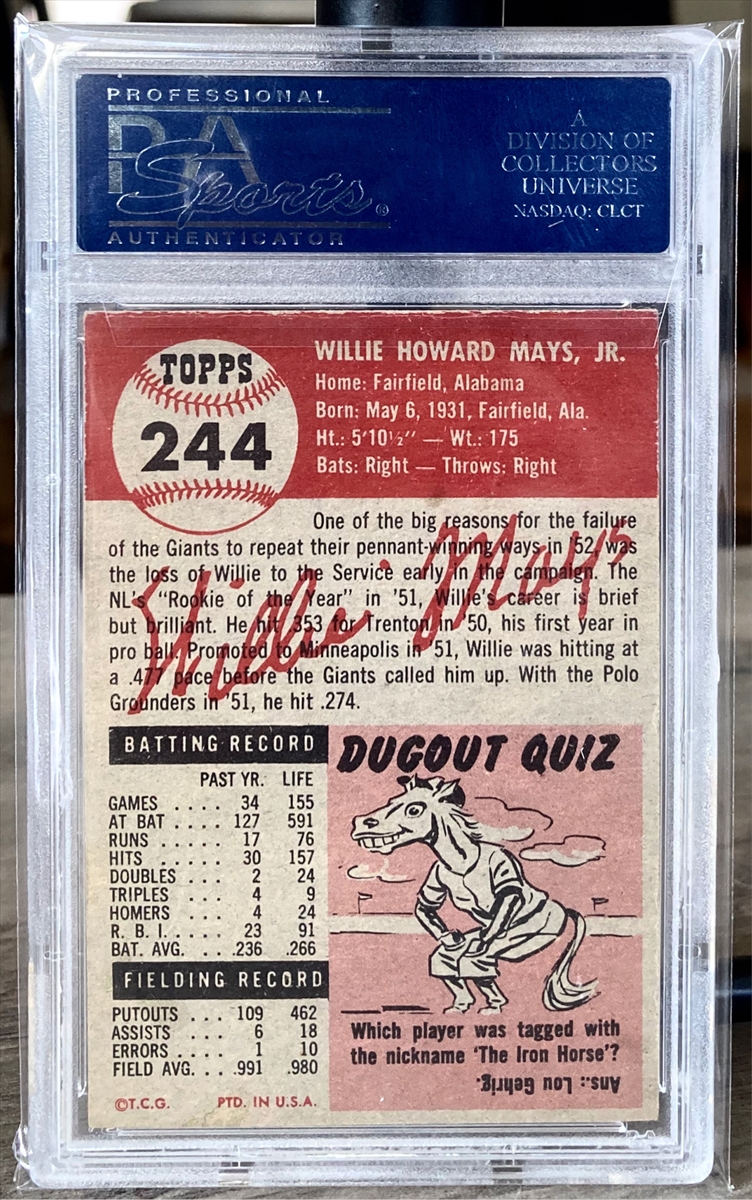 PROFESSIONAL
PSA
Sports®
AUTHENTICATOR
A
DIVISION OF
COLLECTORS
UNIVERSE
NASDAQ: CLCT
TOPPS
244
WILLIE HOWARD MAYS, JR.
Home: Fairfield, Alabama
Born: May 6, 1931, Fairfield, Ala.
Ht.: 5'10½" — Wt.: 175
Bats: Right — Throws: Right
One of the big reasons for the failure
of the Giants to repeat their pennant-winning ways in '52, was
the loss of Willie to the Service early in the campaign. The
NL's "Rookie of the Year" in '51, Willie's career is brief
but brilliant. He hit .353 for Trenton in '50, his first year in
pro ball. Promoted to Minneapolis in '51, Willie was hitting at
a .477 pace before the Giants called him up. With the Polo
Grounders in '51, he hit .274.
Willie Mays
BATTING RECORD
PAST YR. LIFE
GAMES .... 34 155
AT BAT .... 127 591
RUNS ..... 17 76
HITS ..... 30 157
DOUBLES ... 2 24
TRIPLES ... 4 9
HOMERS ... 4 24
R. B. I. .... 23 91
BAT. AVG. .. .236 .266
FIELDING RECORD
PUTOUTS ... 109 462
ASSISTS ... 6 18
ERRORS .... 1 10
FIELD AVG. .. .991 .980
©T.C.G. PTD. IN U.S.A.
DUGOUT QUIZ
Which player was tagged with
the nickname 'The Iron Horse'?
Ans.: Lou Gehrig.